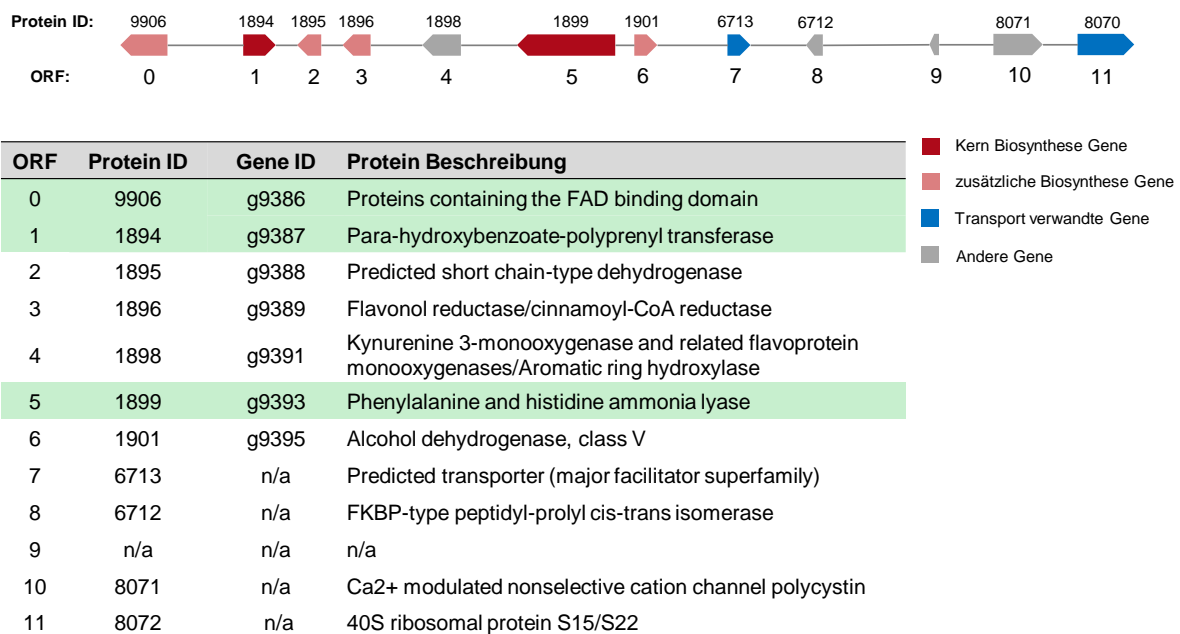 Protein ID: 9906 1894 1895 1896 1898 1899 1901 6713 6712 8071 8070
ORF: 0 1 2 3 4 5 6 7 8 9 10 11
ORF Protein ID Gene ID Protein Beschreibung
0 9906 g9386 Proteins containing the FAD binding domain
1 1894 g9387 Para-hydroxybenzoate-polyprenyl transferase
2 1895 g9388 Predicted short chain-type dehydrogenase
3 1896 g9389 Flavonol reductase/cinnamoyl-CoA reductase
4 1898 g9391 Kynurenine 3-monooxygenase and related flavoprotein
monooxygenases/Aromatic ring hydroxylase
5 1899 g9393 Phenylalanine and histidine ammonia lyase
6 1901 g9395 Alcohol dehydrogenase, class V
7 6713 n/a Predicted transporter (major facilitator superfamily)
8 6712 n/a FKBP-type peptidyl-prolyl cis-trans isomerase
9 n/a n/a n/a
10 8071 n/a Ca2+ modulated nonselective cation channel polycystin
11 8072 n/a 40S ribosomal protein S15/S22
Kern Biosynthese Gene
zusätzliche Biosynthese Gene
Transport verwandte Gene
Andere Gene